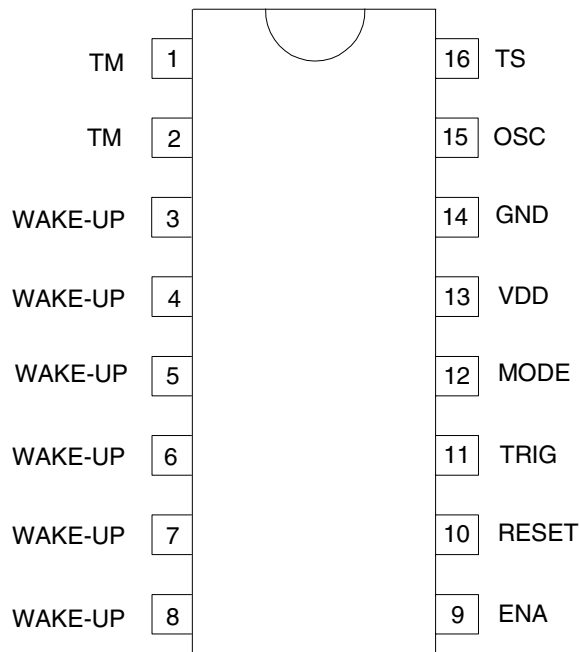 TM 1 16 TS
TM 2 15 OSC
WAKE-UP 3 14 GND
WAKE-UP 4 13 VDD
WAKE-UP 5 12 MODE
WAKE-UP 6 11 TRIG
WAKE-UP 7 10 RESET
WAKE-UP 8 9 ENA